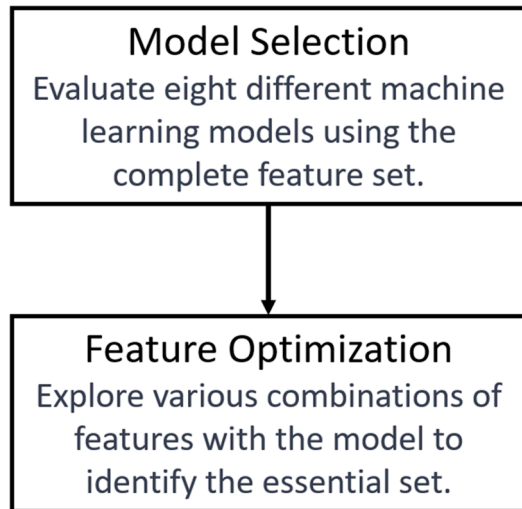 Model Selection
Evaluate eight different machine
learning models using the
complete feature set.
Feature Optimization
Explore various combinations of
features with the model to
identify the essential set.